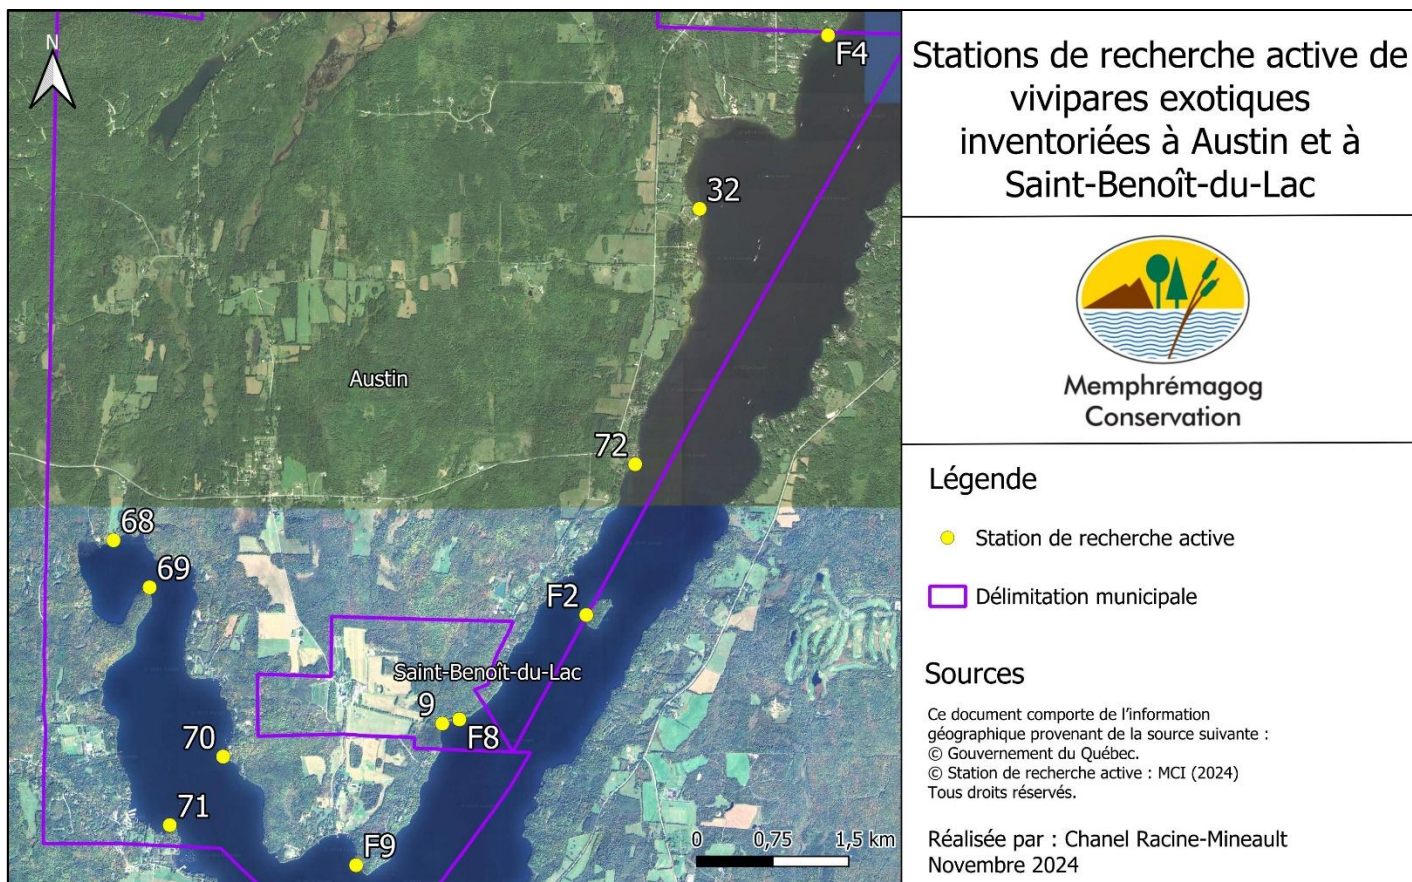 N
F4
32
Austin
72
68
69
F2
Saint-Benoît-du-Lac
9
F8
70
71
F9
0 0,75 1,5 km
Stations de recherche active de
vivipares exotiques
inventoriées à Austin et à
Saint-Benoît-du-Lac
Memphrémagog
Conservation
Légende
Station de recherche active
Délimitation municipale
Sources
Ce document comporte de l'information
géographique provenant de la source suivante :
© Gouvernement du Québec.
© Station de recherche active : MCI (2024)
Tous droits réservés.
Réalisée par : Chanel Racine-Mineault
Novembre 2024